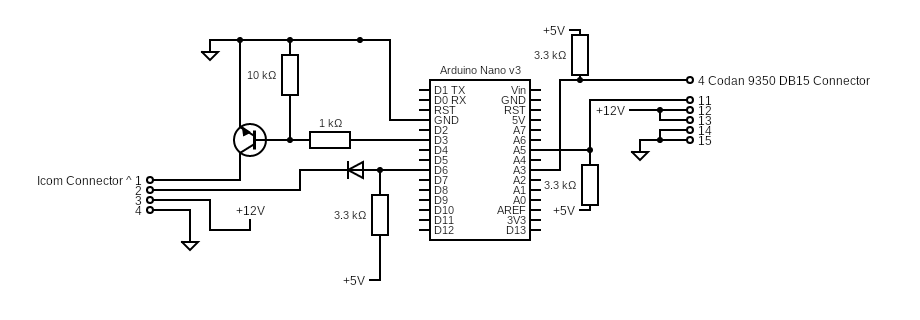 +5V
3.3 kΩ
Arduino Nano v3
10 kΩ
4 Codan 9350 DB15 Connector
D1 TX Vin
D0 RX GND
RST RST
GND 5V
D2 A7
D3 A6
D4 A5
D5 A4
D6 A3
D7 A2
D8 A1
D9 A0
D10 AREF
D11 3V3
D12 D13
1 kΩ
11
+12V 12
13
14
15
Icom Connector ^ 1
2
3
4
+12V
3.3 kΩ
+5V
3.3 kΩ
+5V